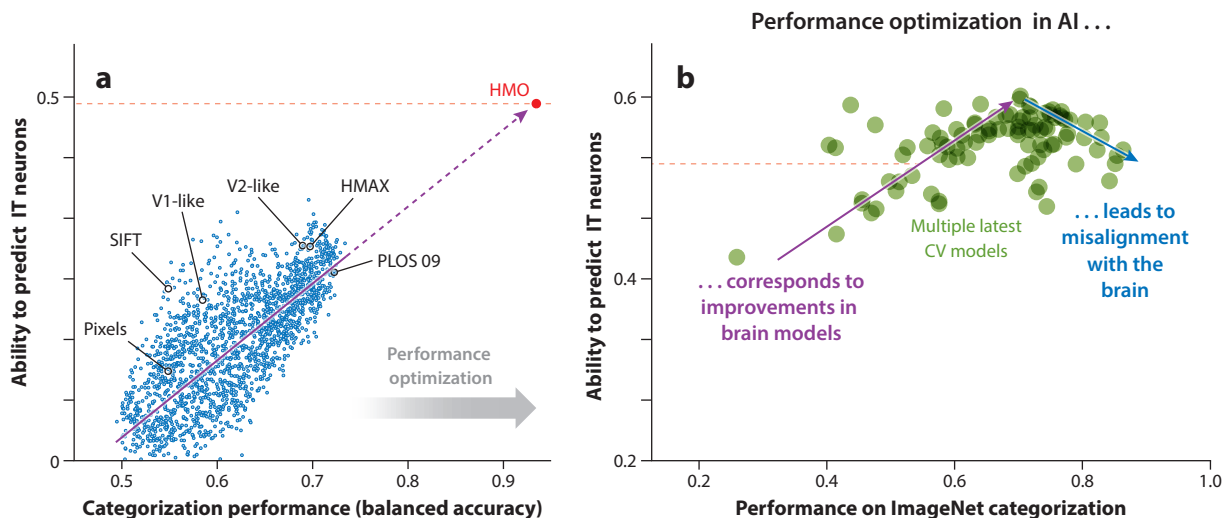 Performance optimization in AI . . .
a
HMO
0.5
V2-like
HMAX
V1-like
SIFT
PLOS 09
Pixels
Performance
optimization
0
0.5
0.6
0.7
0.8
0.9
Ability to predict IT neurons
Categorization performance (balanced accuracy)
b
0.6
Multiple latest
CV models
. . . leads to
misalignment
with the
brain
0.4
. . . corresponds to
improvements in
brain models
0.2
0.2
0.4
0.6
0.8
1.0
Ability to predict IT neurons
Performance on ImageNet categorization